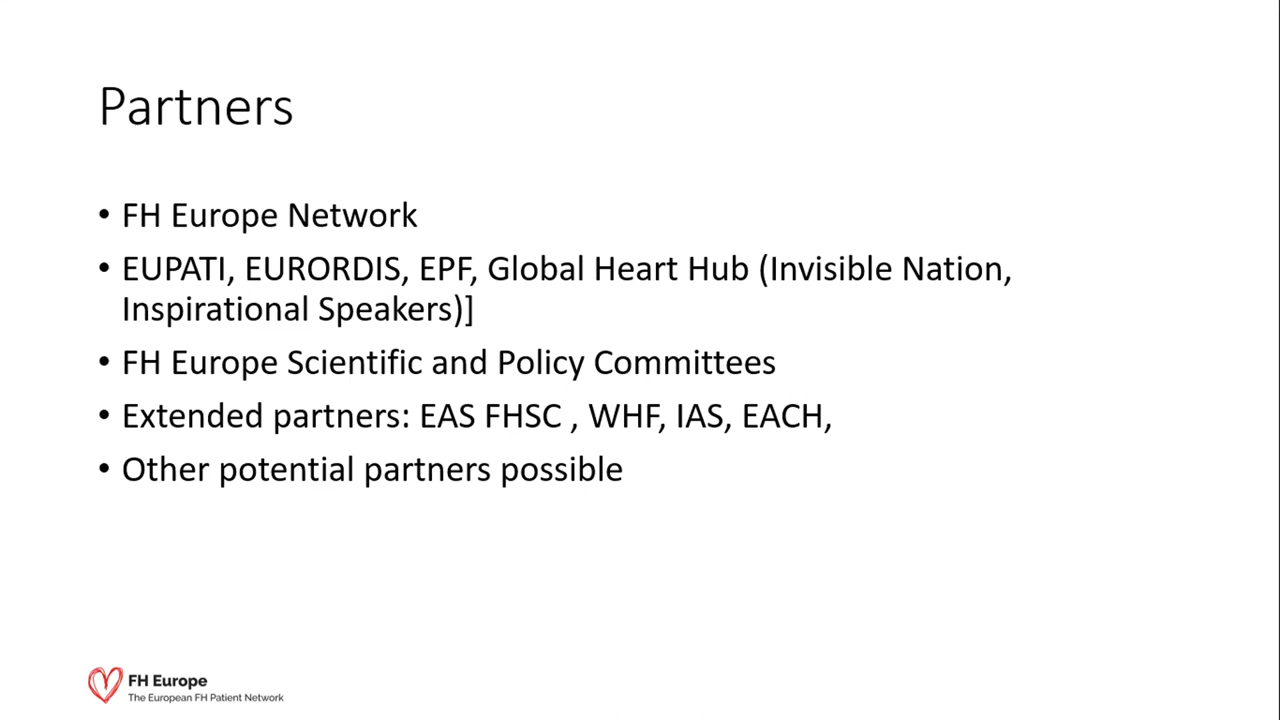 Partners
• FH Europe Network
• EUPATI, EURORDIS, EPF, Global Heart Hub (Invisible Nation,
Inspirational Speakers)]
• FH Europe Scientific and Policy Committees
• Extended partners: EAS FHSC , WHF, IAS, EACH,
• Other potential partners possible
FH Europe
The European FH Patient Network